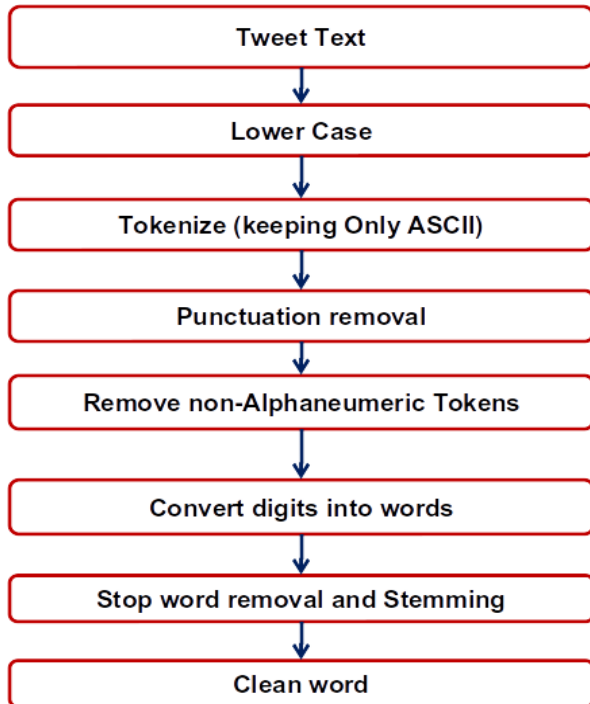 Tweet Text
Lower Case
Tokenize (keeping Only ASCII)
Punctuation removal
Remove non-Alphaneumeric Tokens
Convert digits into words
Stop word removal and Stemming
Clean word